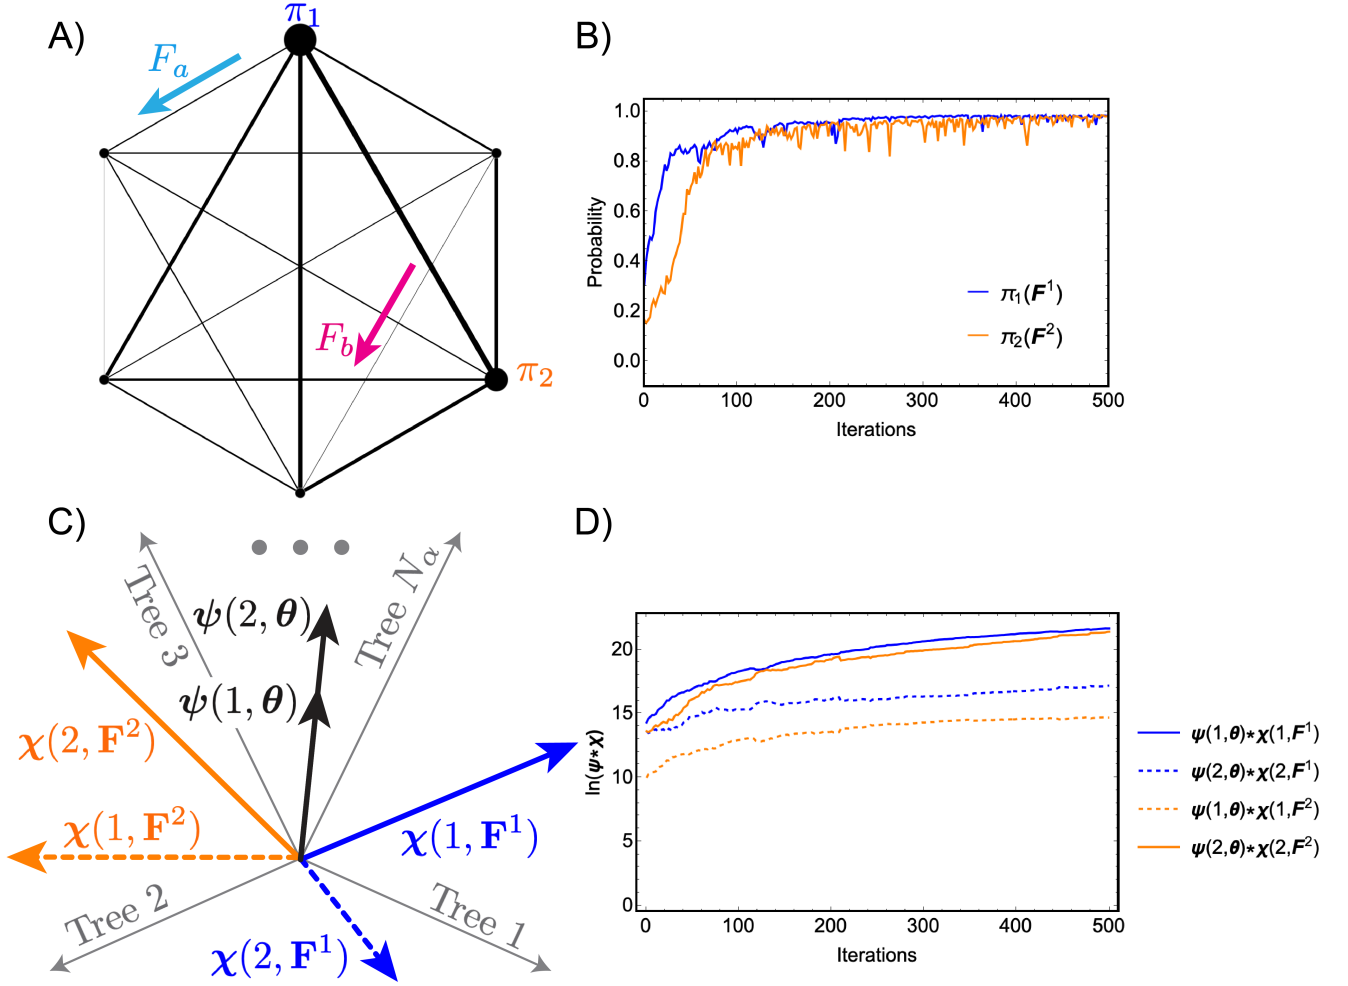 A)
π₁
Fₐ
F_b
π₂
B)
Probability
1.0
0.8
0.6
0.4
0.2
0.0
π₁(F¹)
π₂(F²)
0 100 200 300 400 500
Iterations
C)
Tree 3
Tree N_α
ψ(2, θ)
ψ(1, θ)
χ(2, F²)
χ(1, F²)
χ(1, F¹)
Tree 2
Tree 1
χ(2, F¹)
D)
ln(ψ*χ)
20
15
10
5
0
0 100 200 300 400 500
Iterations
ψ(1,θ)*χ(1,F¹)
ψ(2,θ)*χ(2,F¹)
ψ(1,θ)*χ(1,F²)
ψ(2,θ)*χ(2,F²)